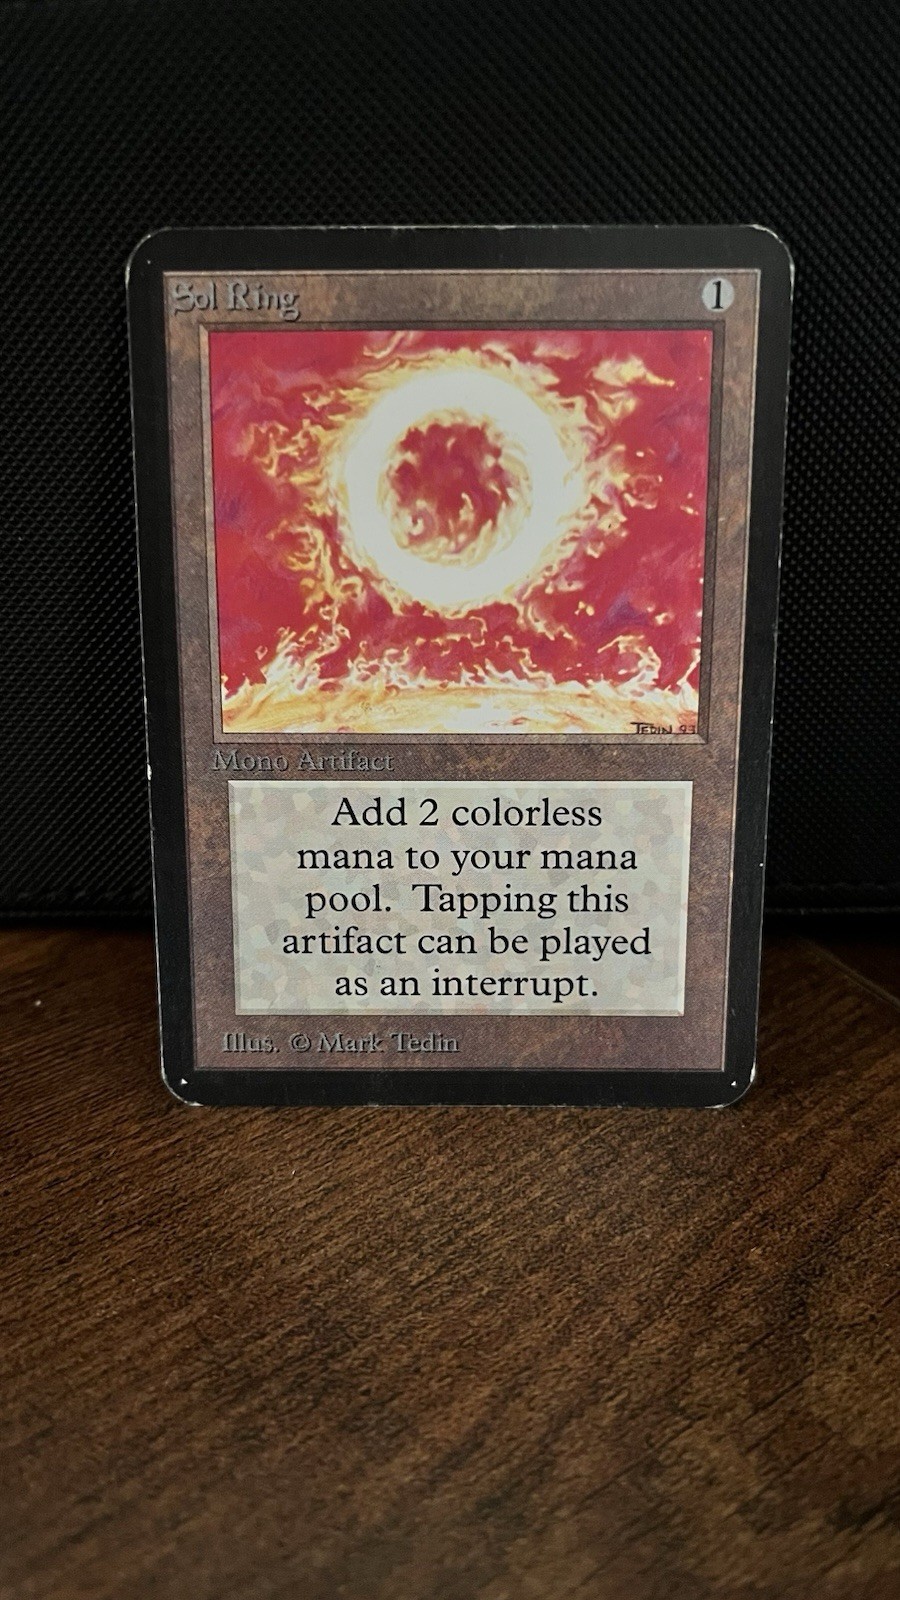 Sol Ring 1
TEDIN 93
Mono Artifact
Add 2 colorless
mana to your mana
pool. Tapping this
artifact can be played
as an interrupt.
Illus. © Mark Tedin